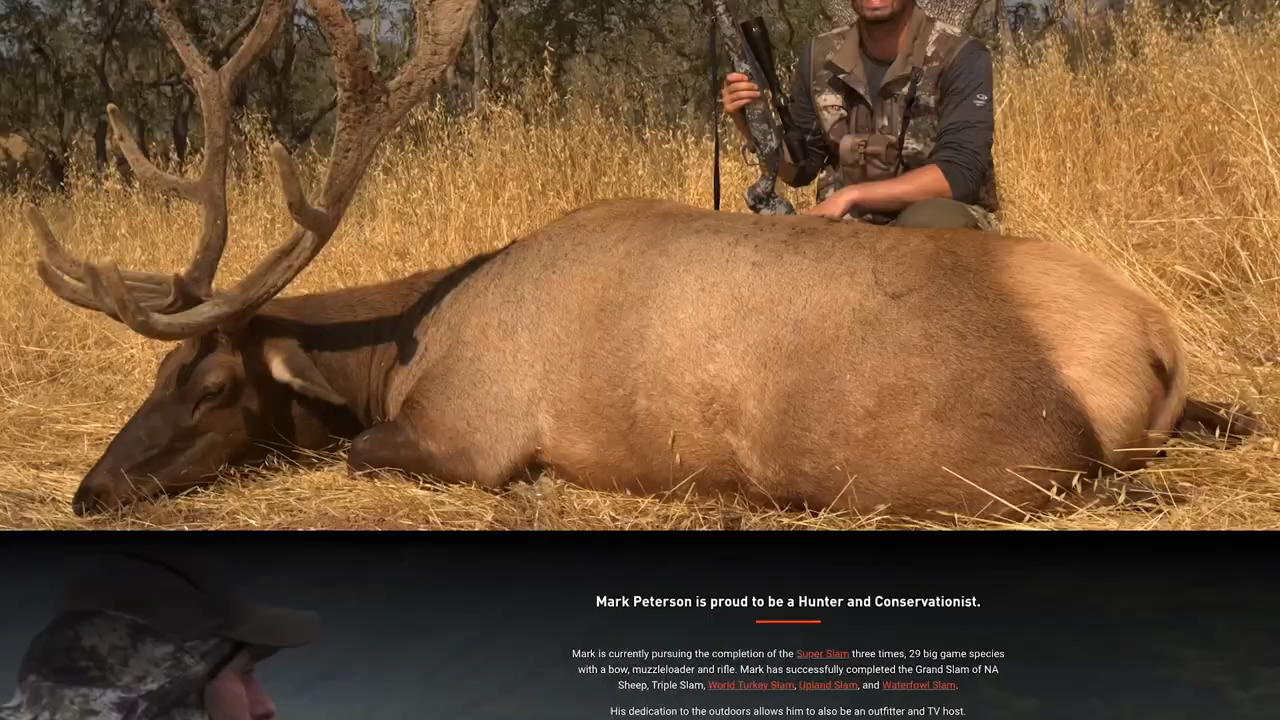 Mark Peterson is proud to be a Hunter and Conservationist.
Mark is currently pursuing the completion of the Super Slam three times, 29 big game species
with a bow, muzzleloader and rifle. Mark has successfully completed the Grand Slam of NA
Sheep, Triple Slam, World Turkey Slam, Upland Slam, and Waterfowl Slam.
His dedication to the outdoors allows him to also be an outfitter and TV host.